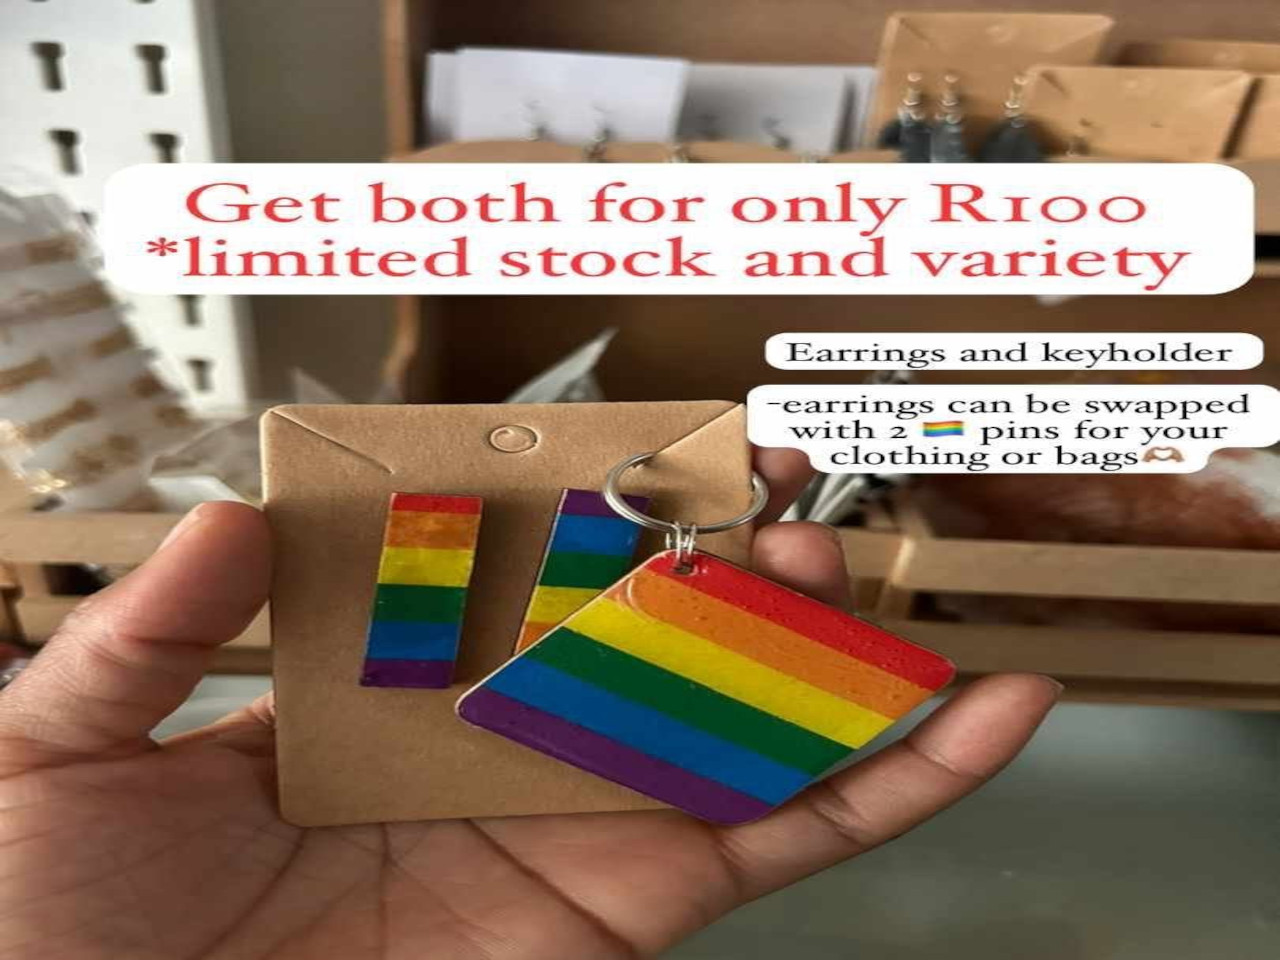 Get both for only R100
*limited stock and variety
Earrings and keyholder
-earrings can be swapped
with 2 🏳️‍🌈 pins for your
clothing or bags🫶🏽